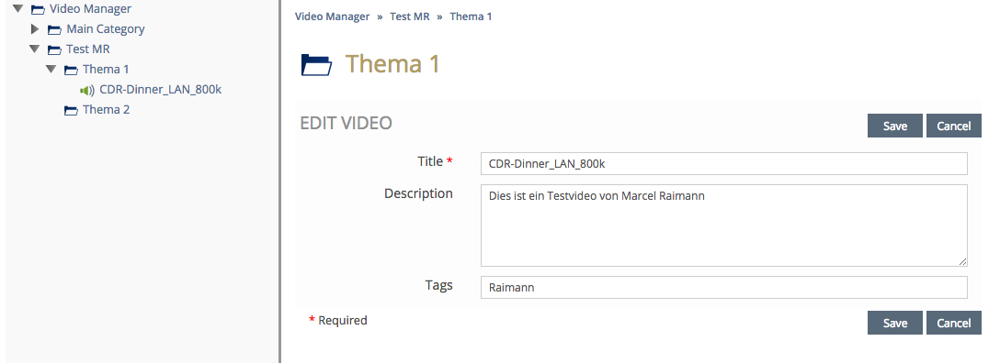 Video Manager
Main Category
Test MR
Thema 1
CDR-Dinner_LAN_800k
Thema 2
Video Manager » Test MR » Thema 1
Thema 1
EDIT VIDEO
Save Cancel
Title * CDR-Dinner_LAN_800k
Description Dies ist ein Testvideo von Marcel Raimann
Tags Raimann
* Required
Save Cancel